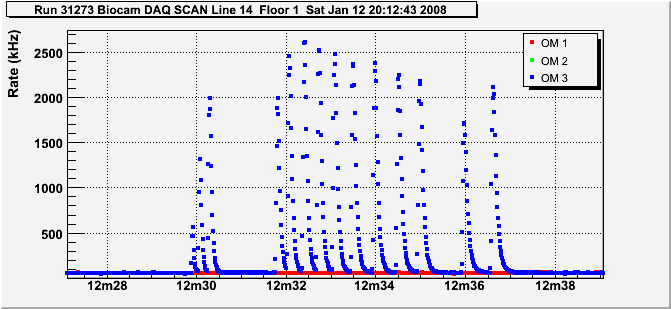 Run 31273 Biocam DAQ SCAN Line 14 Floor 1 Sat Jan 12 20:12:43 2008
Rate (kHz)
OM 1
OM 2
OM 3
2500
2000
1500
1000
500
12m28 12m30 12m32 12m34 12m36 12m38